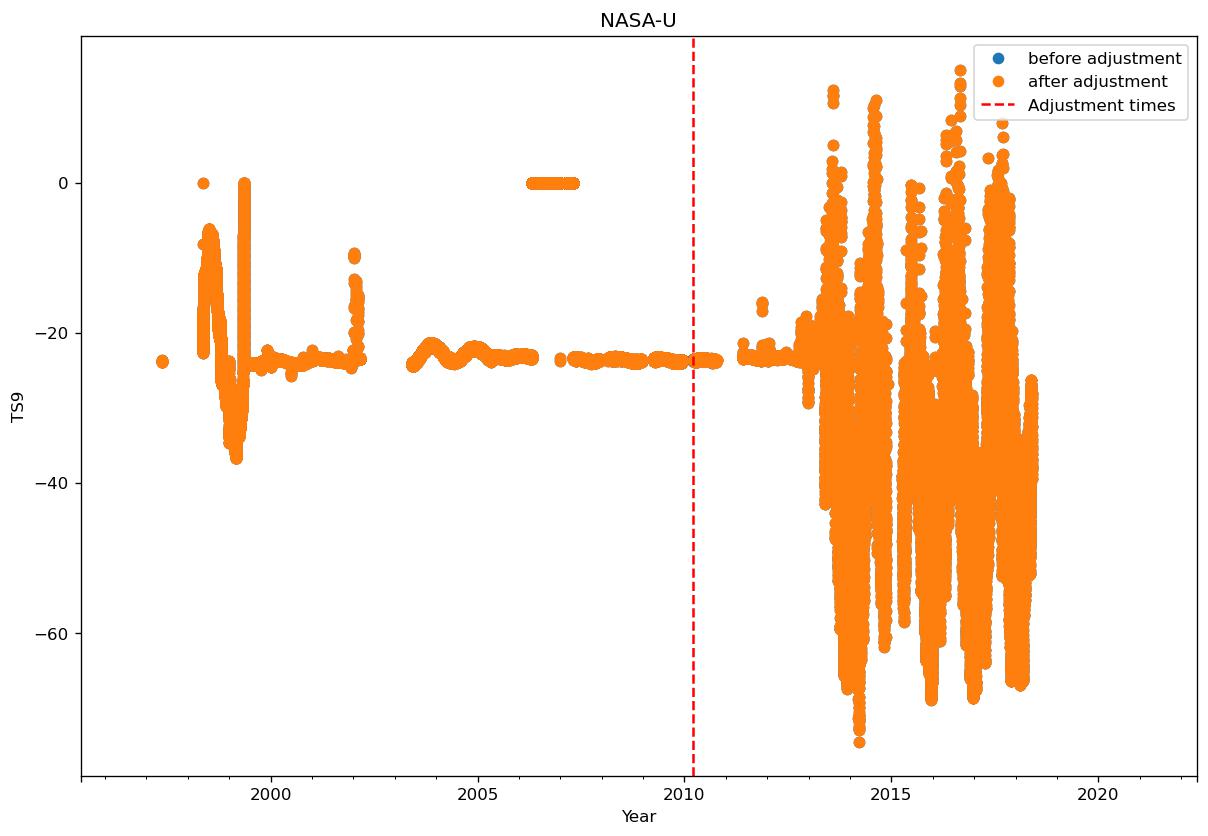 NASA-U
before adjustment
after adjustment
Adjustment times
TS9
0
−20
−40
−60
2000
2005
2010
2015
2020
Year